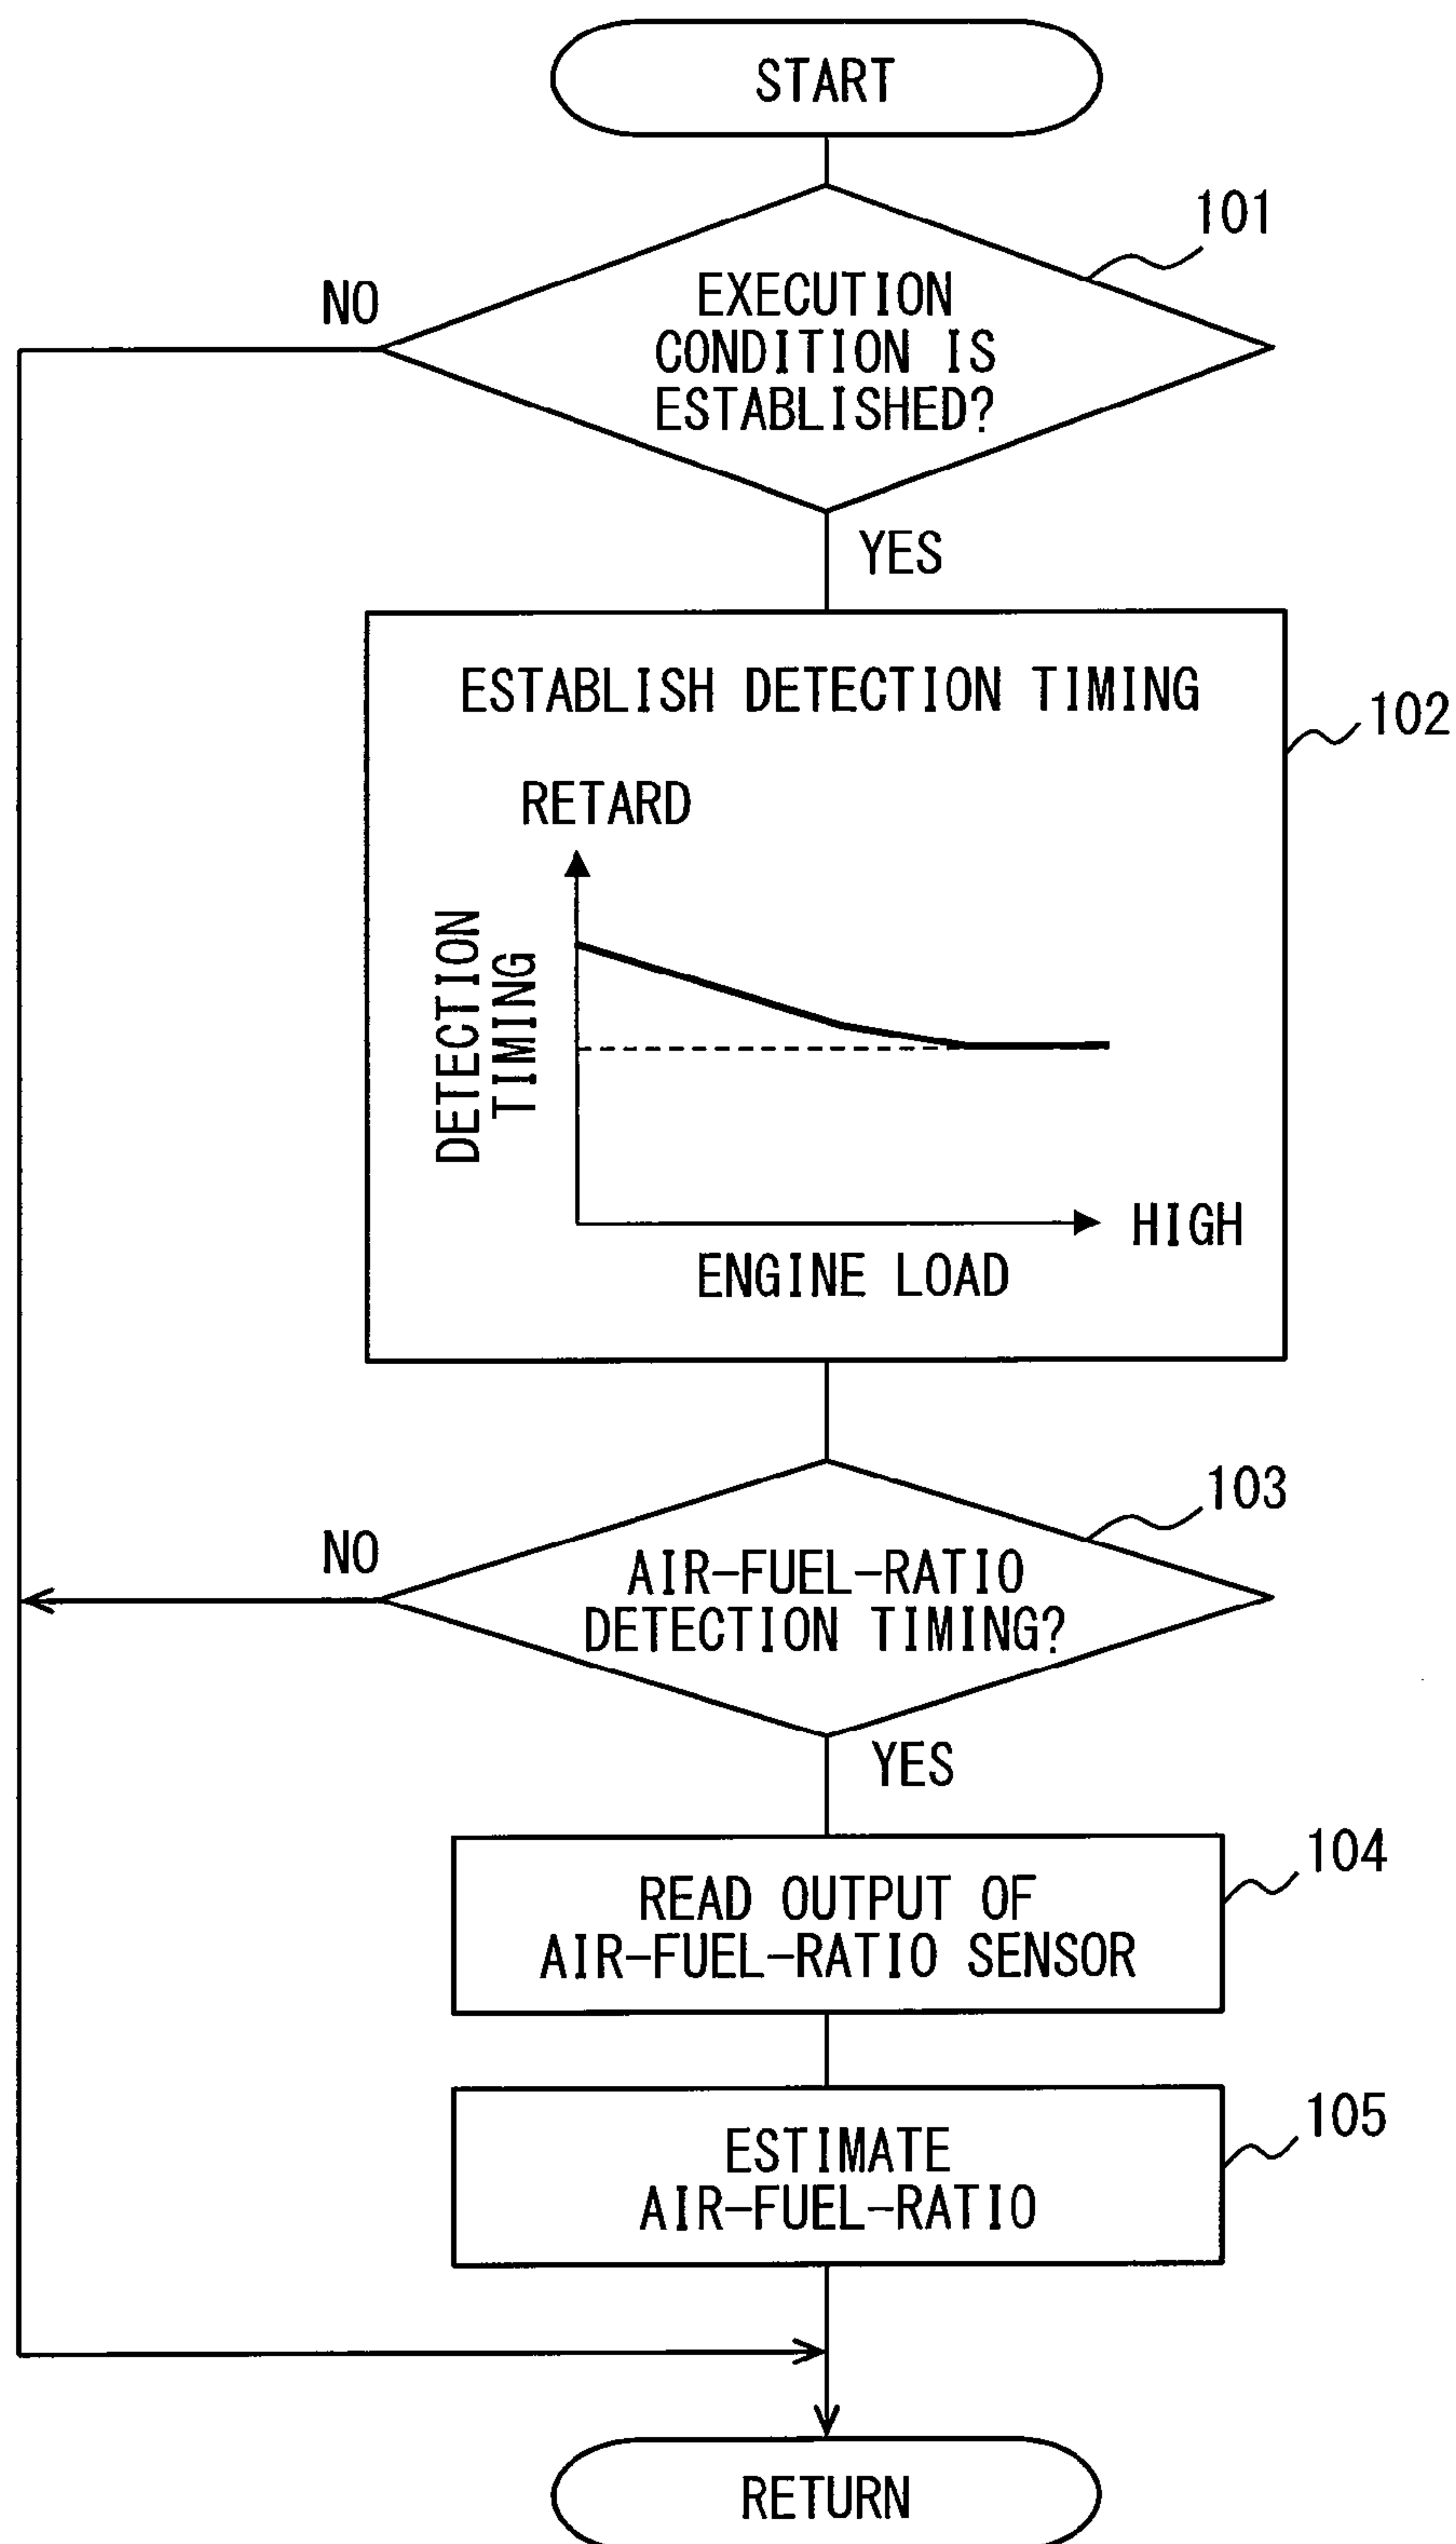 START
101
NO
EXECUTION
CONDITION IS
ESTABLISHED?
YES
ESTABLISH DETECTION TIMING
102
RETARD
DETECTION
TIMING
HIGH
ENGINE LOAD
103
NO
AIR-FUEL-RATIO
DETECTION TIMING?
YES
104
READ OUTPUT OF
AIR-FUEL-RATIO SENSOR
105
ESTIMATE
AIR-FUEL-RATIO
RETURN